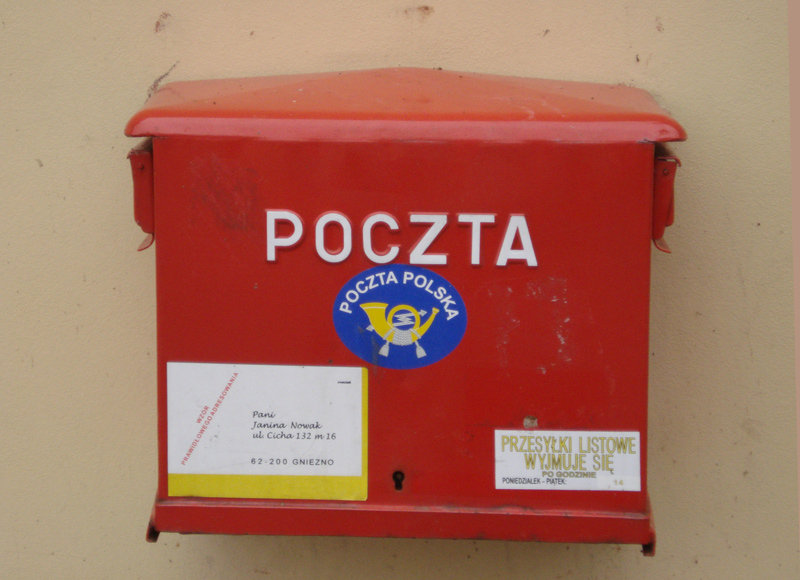 POCZTA
POCZTA POLSKA
WZÓR
PRAWIDŁOWEGO ADRESOWANIA
Pani
Janina Nowak
ul. Cicha 132 m 16
62-200 GNIEZNO
PRZESYŁKI LISTOWE
WYJMUJE SIĘ
PO GODZINIE
PONIEDZIAŁEK - PIĄTEK: